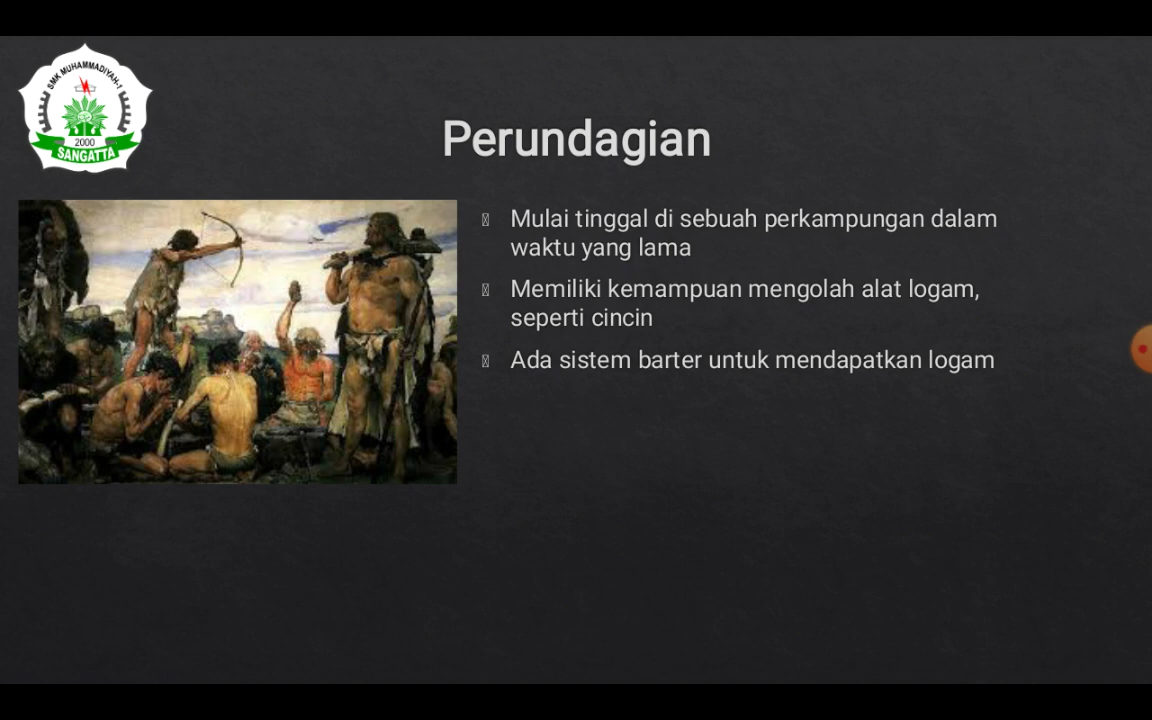 SMK MUHAMMADIYAH-1
2000
SANGATTA
Perundagian
Mulai tinggal di sebuah perkampungan dalam
waktu yang lama
Memiliki kemampuan mengolah alat logam,
seperti cincin
Ada sistem barter untuk mendapatkan logam